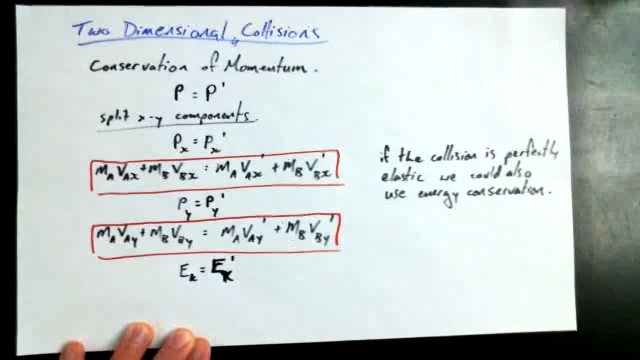 Two Dimensional Collisions
Conservation of Momentum.
P = P'
split x-y components
Px = Px'
mAVAx + mBVBx = mAVAx' + mBVBx'
Py = Py'
mAVAy + mBVBy = mAVAy' + mBVBy'
Ek = Ek'
if the collision is perfectly
elastic we could also
use energy conservation.